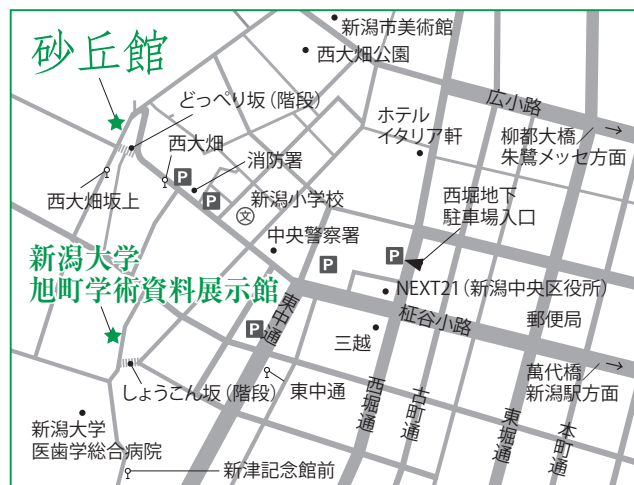 新潟市美術館
西大畑公園
砂丘館
広小路
どっぺり坂（階段）
ホテル
イタリア軒
→
柳都大橋
朱鷺メッセ方面
西大畑
消防署
P
P
西大畑坂上
新潟小学校
文
西堀地下
駐車場入口
中央警察署
P
P
新潟大学
旭町学術資料展示館
NEXT21（新潟中央区役所）
東中通
柾谷小路
郵便局
P
三越
→
萬代橋
新潟駅方面
しょうこん坂（階段）
東中通
西堀通
古町通
東堀通
本町通
新潟大学
医歯学総合病院
新津記念館前